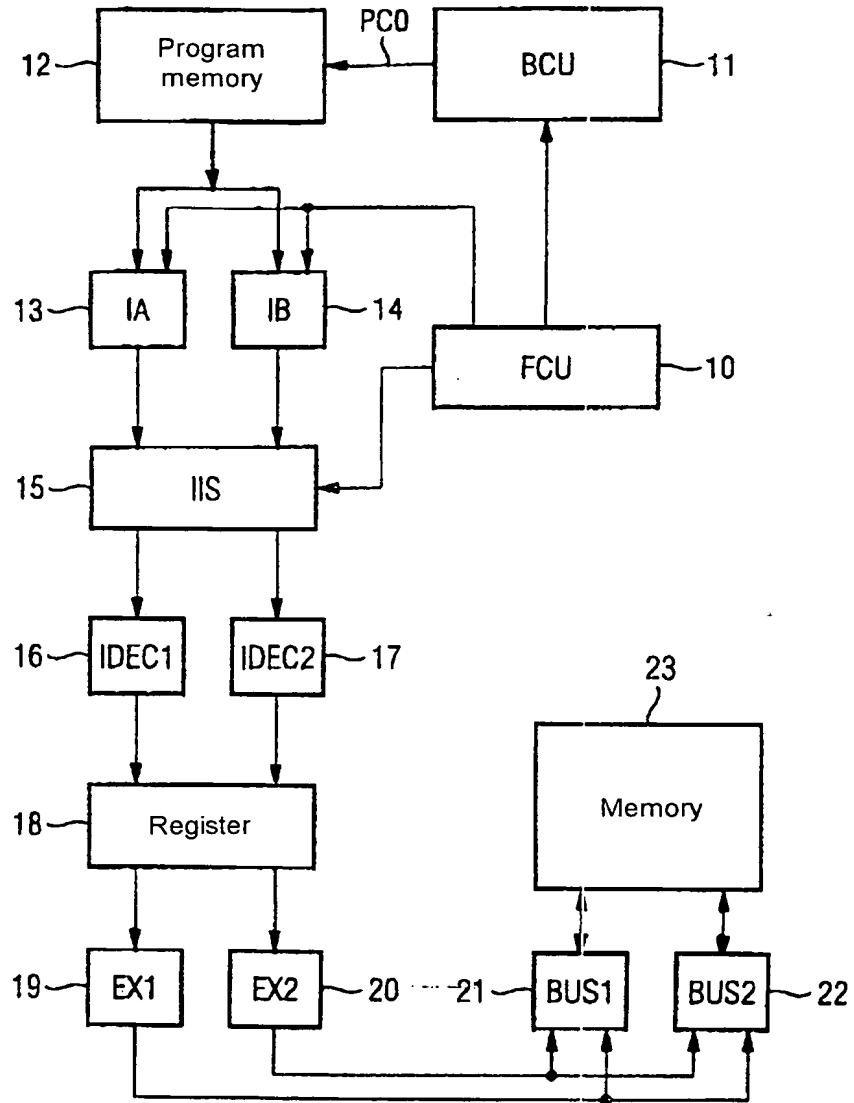 PC0
12
Program
memory
BCU
11
13
IA
IB
14
FCU
10
15
IIS
16
IDEC1
IDEC2
17
23
18
Register
Memory
19
EX1
EX2
20
21
BUS1
BUS2
22